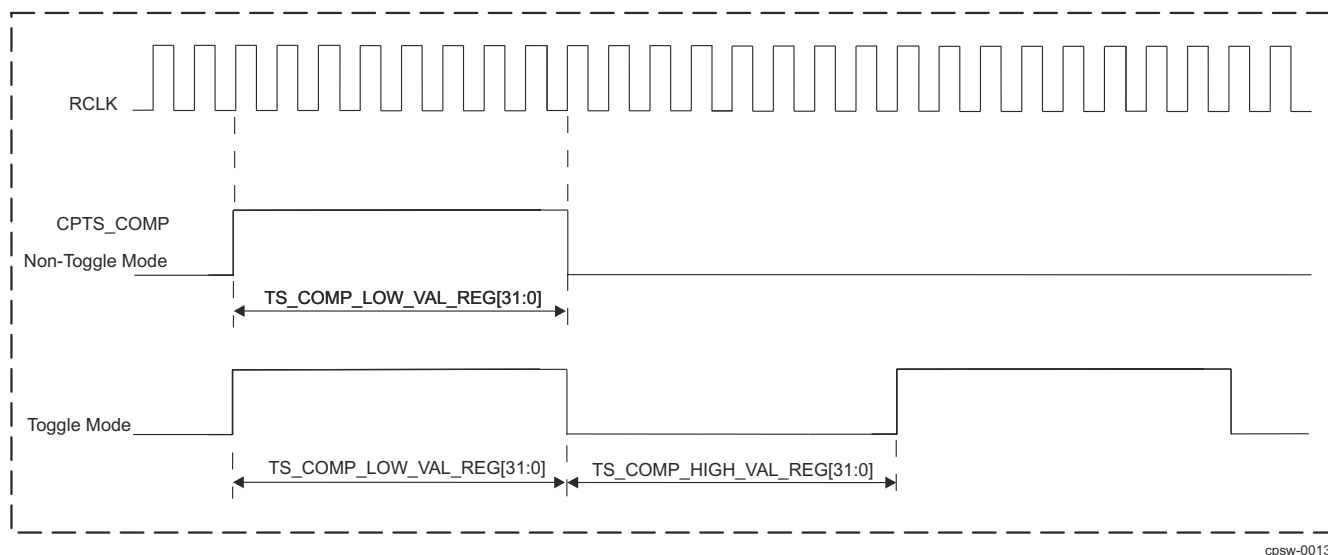 RCLK
CPTS_COMP
Non-Toggle Mode
TS_COMP_LOW_VAL_REG[31:0]
Toggle Mode
TS_COMP_LOW_VAL_REG[31:0]
TS_COMP_HIGH_VAL_REG[31:0]
cpsw-0013